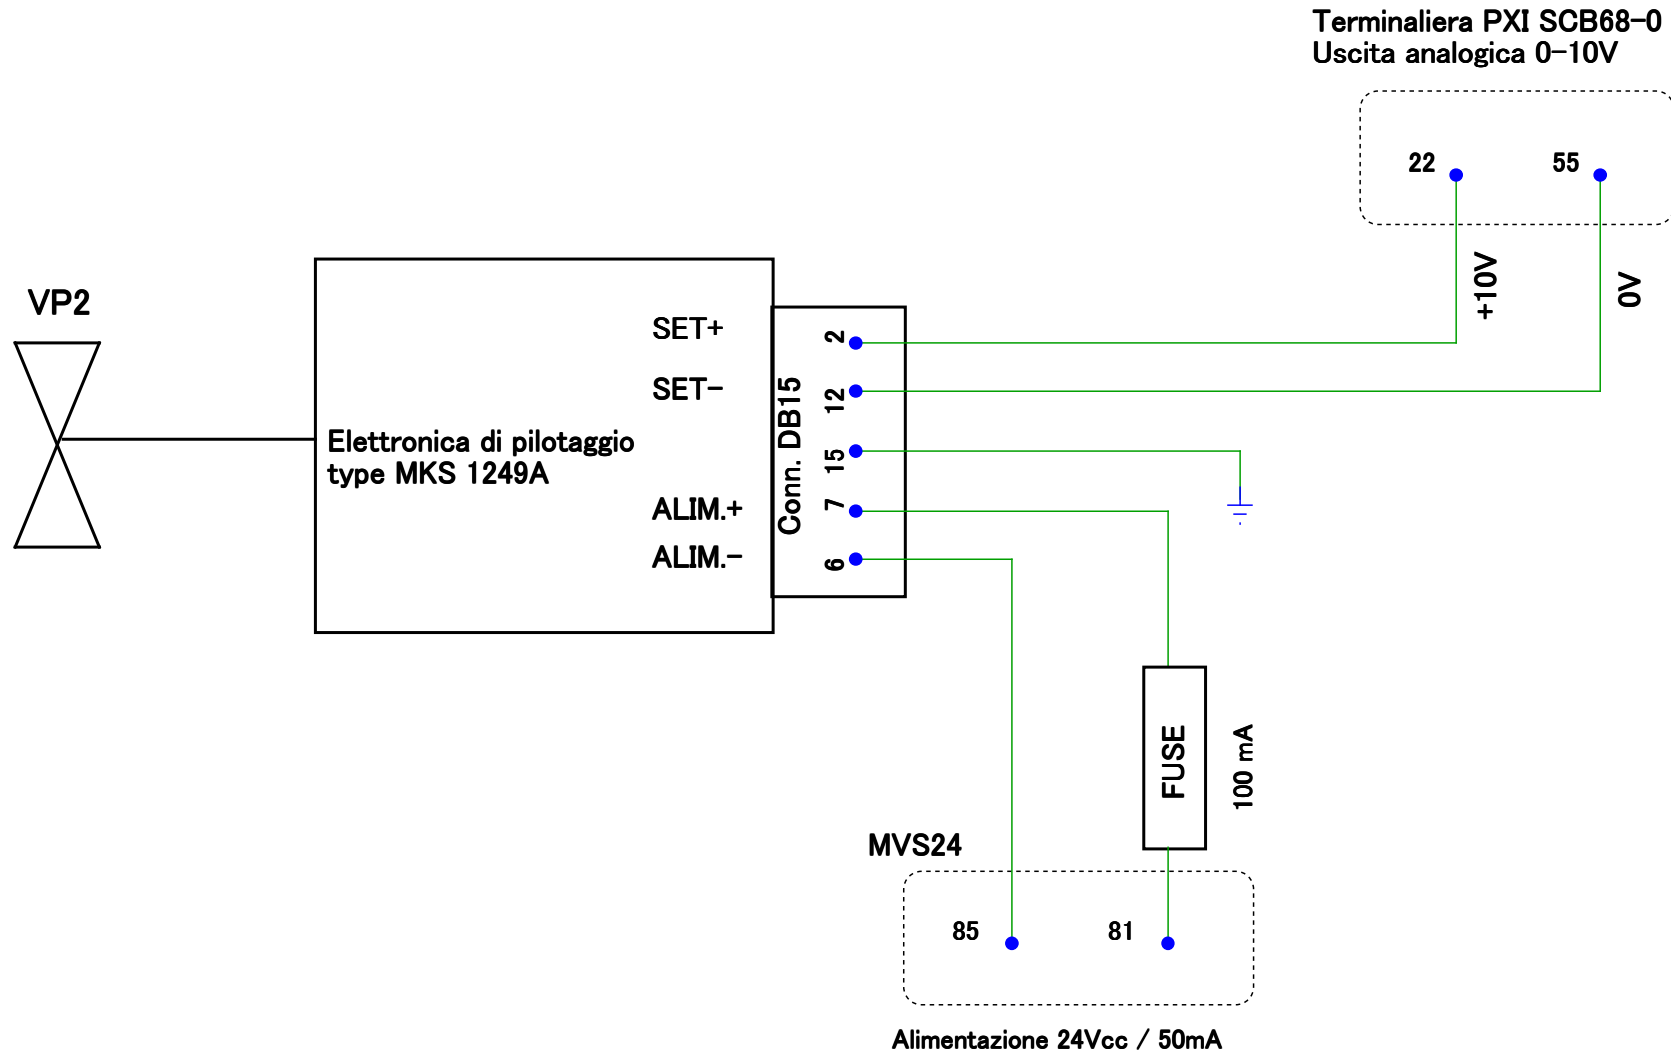 Terminaliera PXI SCB68-0
Uscita analogica 0-10V
22
55
+10V
0V
VP2
SET+
SET-
Elettronica di pilotaggio
type MKS 1249A
ALIM.+
ALIM.-
Conn. DB15
2
12
15
7
6
FUSE
100 mA
MVS24
85
81
Alimentazione 24Vcc / 50mA